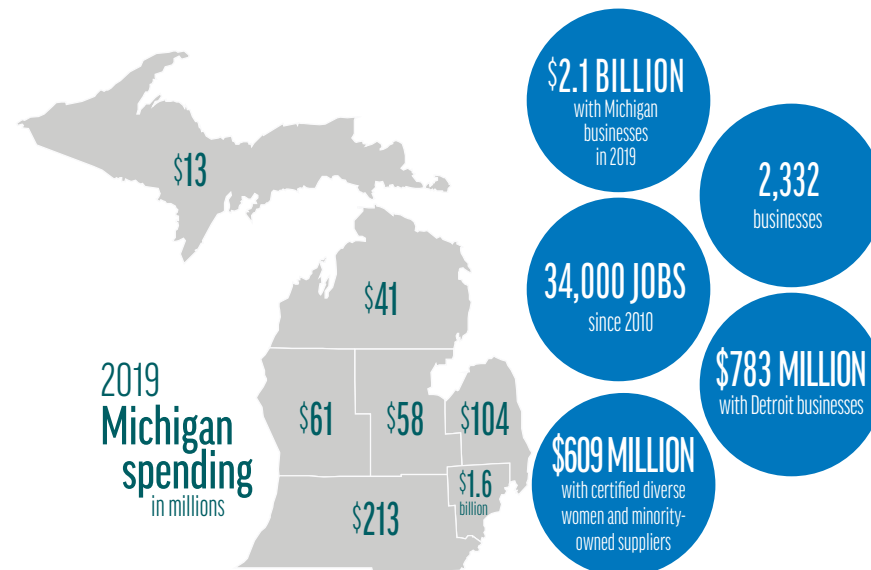 $13
$41
$61
$58
$104
$1.6
billion
$213
2019
Michigan
spending
in millions
$2.1 BILLION
with Michigan
businesses
in 2019
2,332
businesses
34,000 JOBS
since 2010
$783 MILLION
with Detroit businesses
$609 MILLION
with certified diverse
women and minority-
owned suppliers